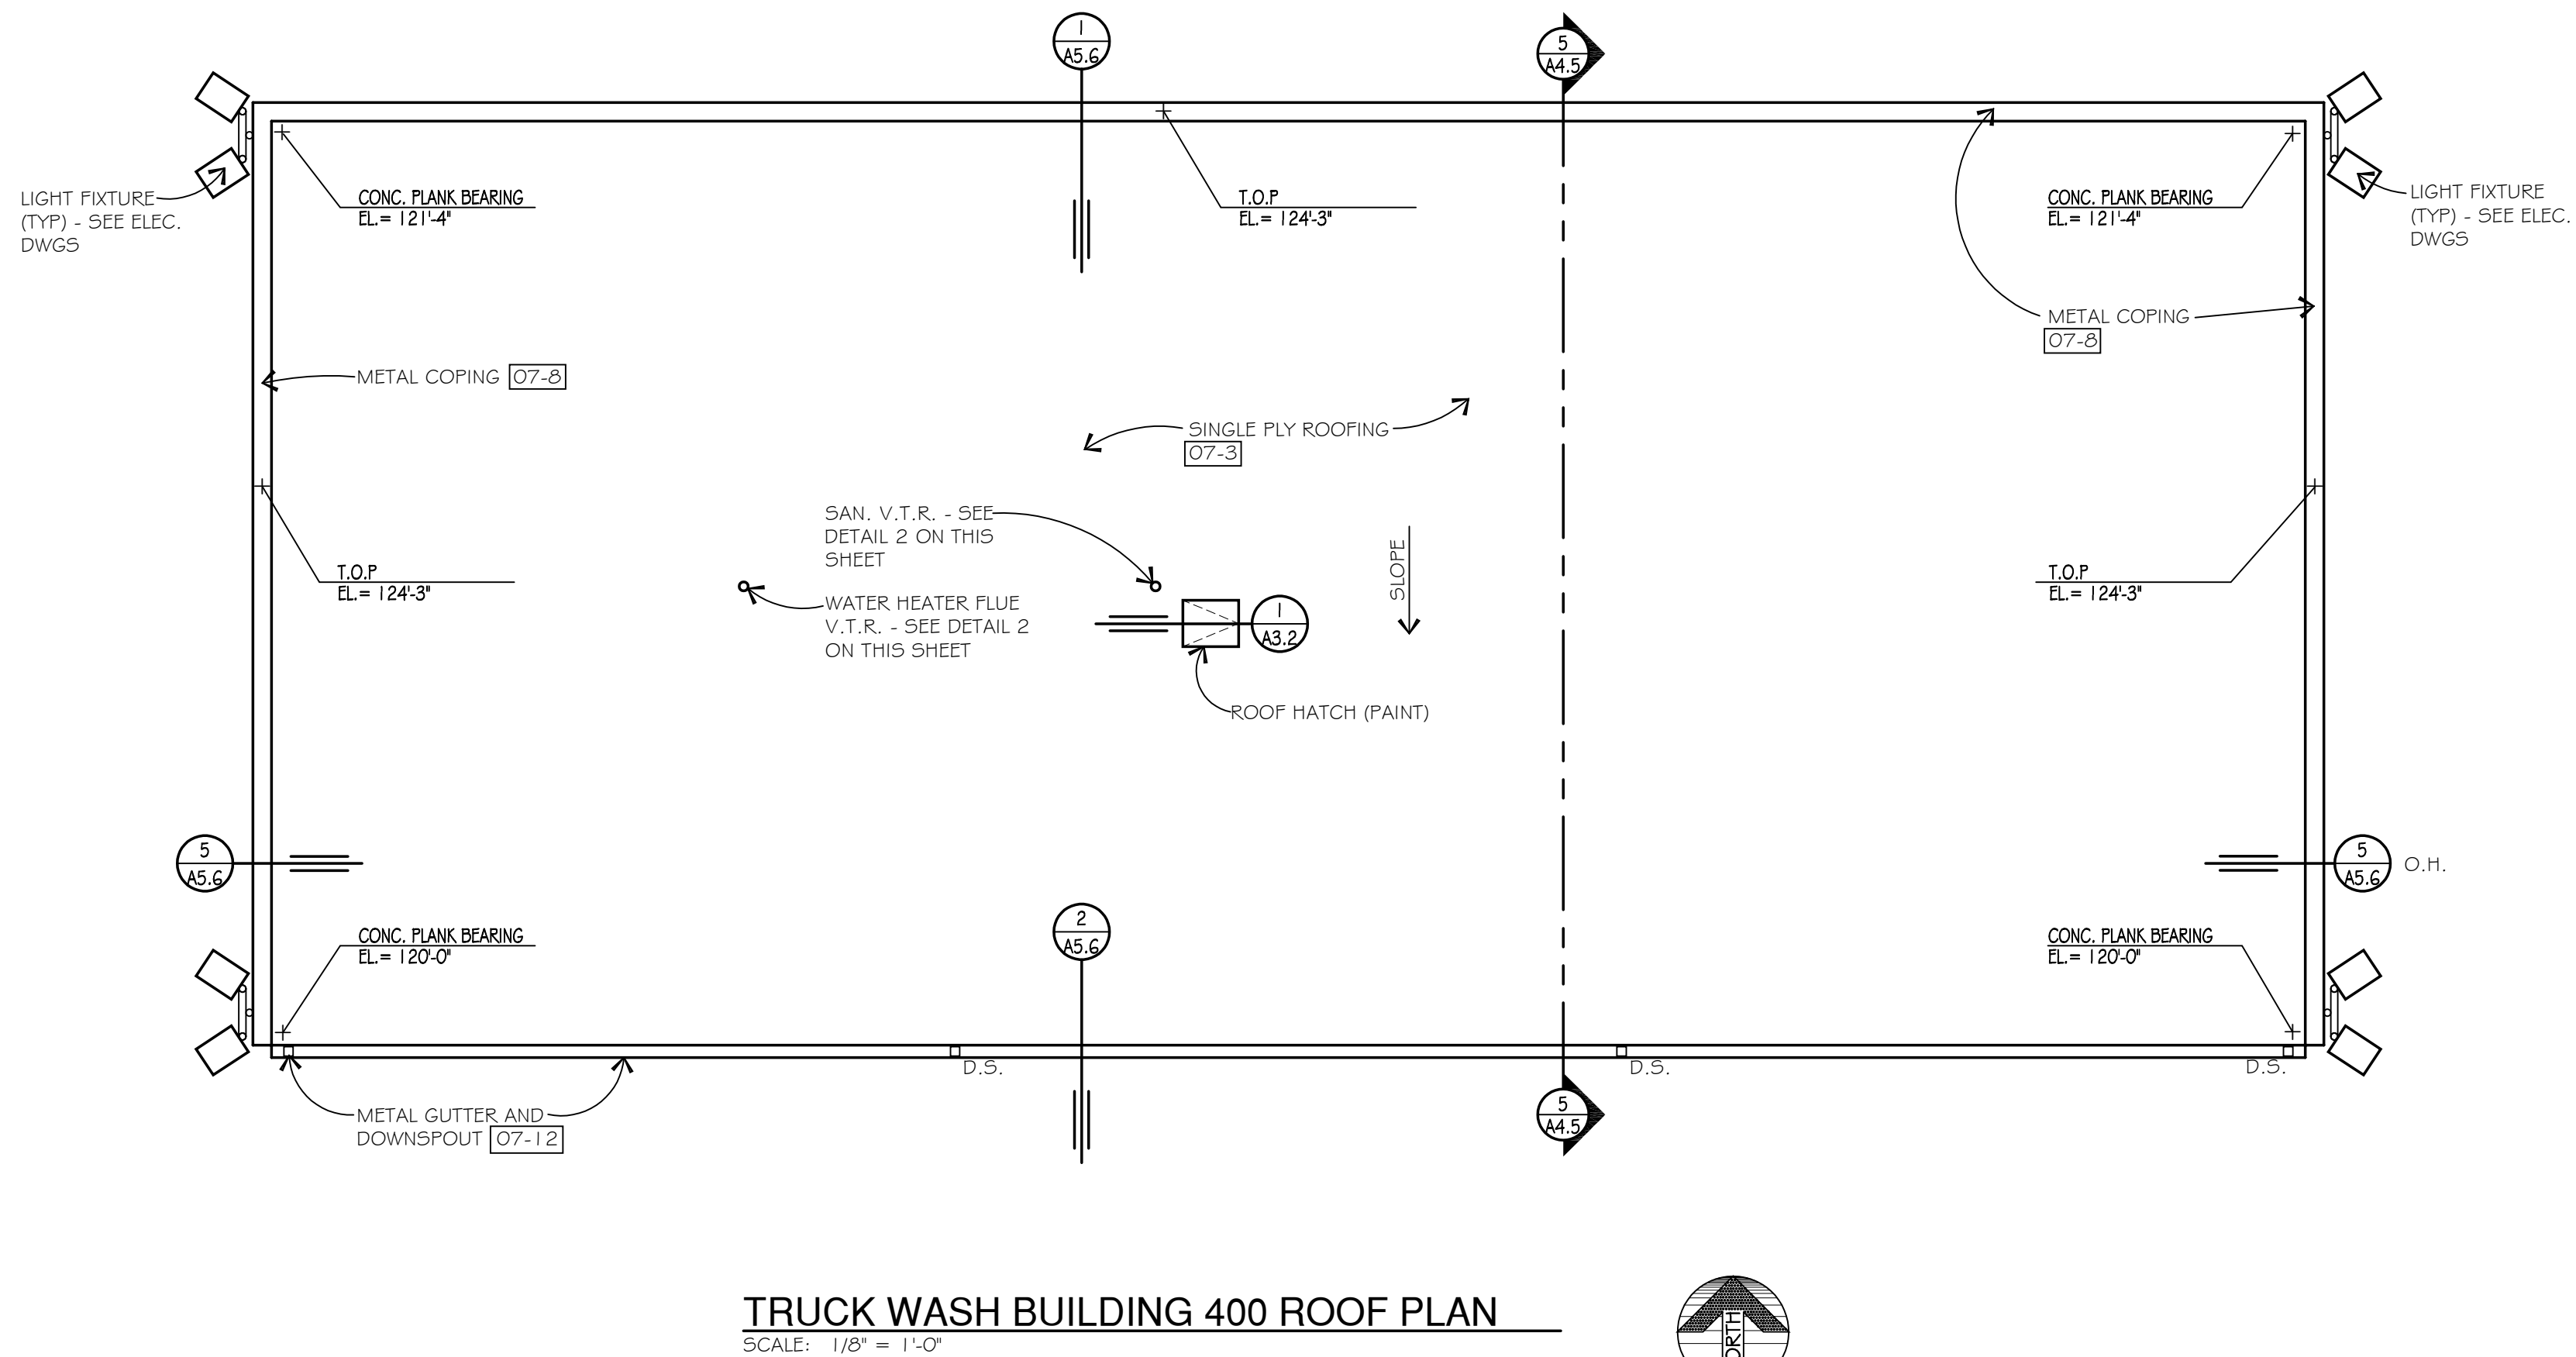 1
A5.6
5
A4.5
LIGHT FIXTURE
(TYP) - SEE ELEC.
DWGS
CONC. PLANK BEARING
EL.= 121'-4"
T.O.P
EL.= 124'-3"
CONC. PLANK BEARING
EL.= 121'-4"
LIGHT FIXTURE
(TYP) - SEE ELEC.
DWGS
METAL COPING
07-8
METAL COPING 07-8
SINGLE PLY ROOFING
07-3
SAN. V.T.R. - SEE
DETAIL 2 ON THIS
SHEET
SLOPE
T.O.P
EL.= 124'-3"
WATER HEATER FLUE
V.T.R. - SEE DETAIL 2
ON THIS SHEET
1
A3.2
T.O.P
EL.= 124'-3"
ROOF HATCH (PAINT)
5
A5.6
5
A5.6
O.H.
CONC. PLANK BEARING
EL.= 120'-0"
2
A5.6
CONC. PLANK BEARING
EL.= 120'-0"
D.S.
D.S.
D.S.
METAL GUTTER AND
DOWNSPOUT 07-12
5
A4.5
TRUCK WASH BUILDING 400 ROOF PLAN
SCALE: 1/8" = 1'-0"